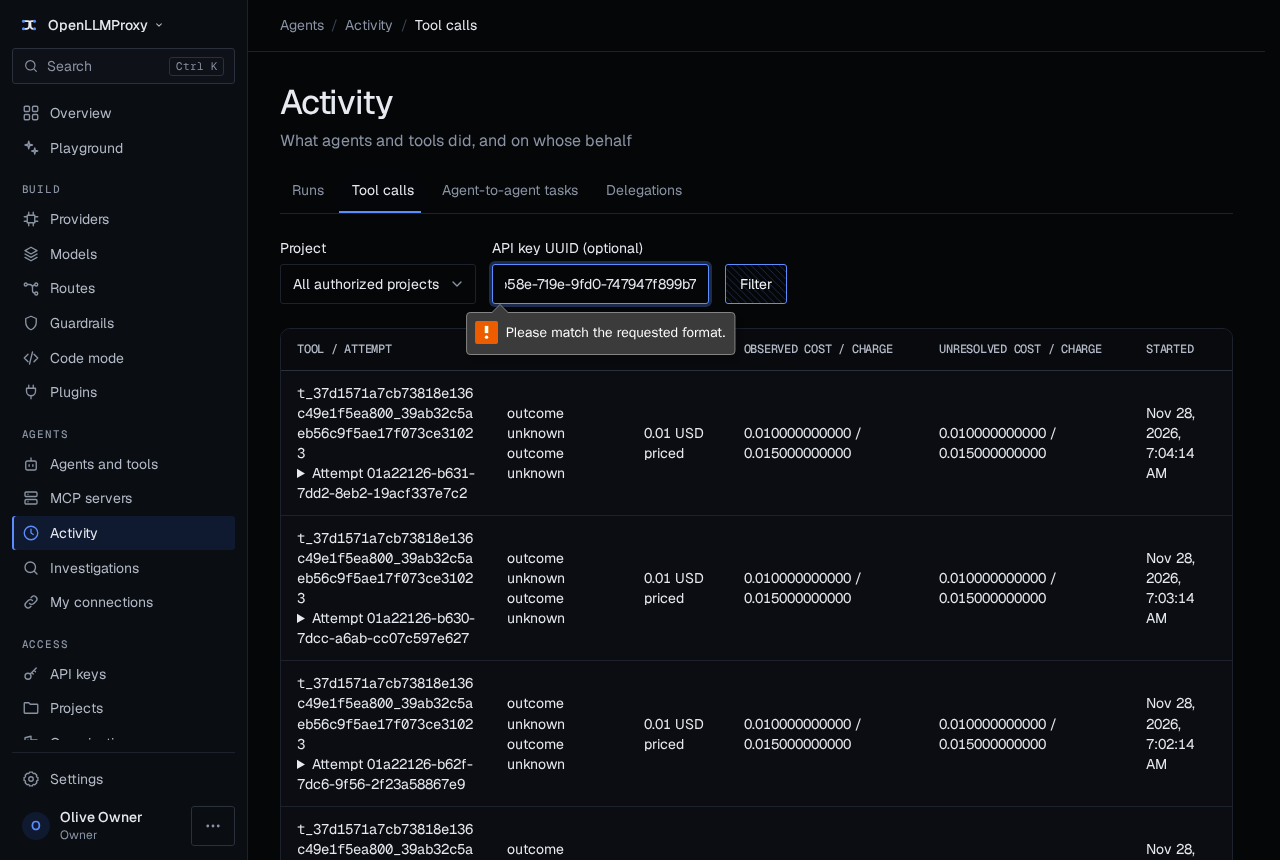 OpenLLMProxy
Search
Ctrl K
Overview
Playground
BUILD
Providers
Models
Routes
Guardrails
Code mode
Plugins
AGENTS
Agents and tools
MCP servers
Activity
Investigations
My connections
ACCESS
API keys
Projects
Settings
O
Olive Owner
Owner
Agents / Activity / Tool calls
Activity
What agents and tools did, and on whose behalf
Runs
Tool calls
Agent-to-agent tasks
Delegations
Project
API key UUID (optional)
All authorized projects
58e-719e-9fd0-747947f899b7
Filter
Please match the requested format.
TOOL / ATTEMPT
OBSERVED COST / CHARGE
UNRESOLVED COST / CHARGE
STARTED
t_37d1571a7cb73818e136
c49e1f5ea800_39ab32c5a
eb56c9f5ae17f073ce3102
3
Attempt 01a22126-b631-
7dd2-8eb2-19acf337e7c2
outcome
unknown
outcome
unknown
0.01 USD
priced
0.010000000000 /
0.015000000000
0.010000000000 /
0.015000000000
Nov 28,
2026,
7:04:14
AM
t_37d1571a7cb73818e136
c49e1f5ea800_39ab32c5a
eb56c9f5ae17f073ce3102
3
Attempt 01a22126-b630-
7dcc-a6ab-cc07c597e627
outcome
unknown
outcome
unknown
0.01 USD
priced
0.010000000000 /
0.015000000000
0.010000000000 /
0.015000000000
Nov 28,
2026,
7:03:14
AM
t_37d1571a7cb73818e136
c49e1f5ea800_39ab32c5a
eb56c9f5ae17f073ce3102
3
Attempt 01a22126-b62f-
7dc6-9f56-2f23a58867e9
outcome
unknown
outcome
unknown
0.01 USD
priced
0.010000000000 /
0.015000000000
0.010000000000 /
0.015000000000
Nov 28,
2026,
7:02:14
AM
t_37d1571a7cb73818e136
c49e1f5ea800_39ab32c5a
outcome
Nov 28,